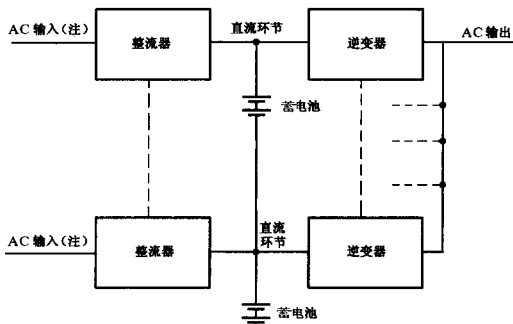 AC 输入(注)
整流器
直流环节
逆变器
AC 输出
蓄电池
AC 输入(注)
整流器
直流
环节
逆变器
蓄电池